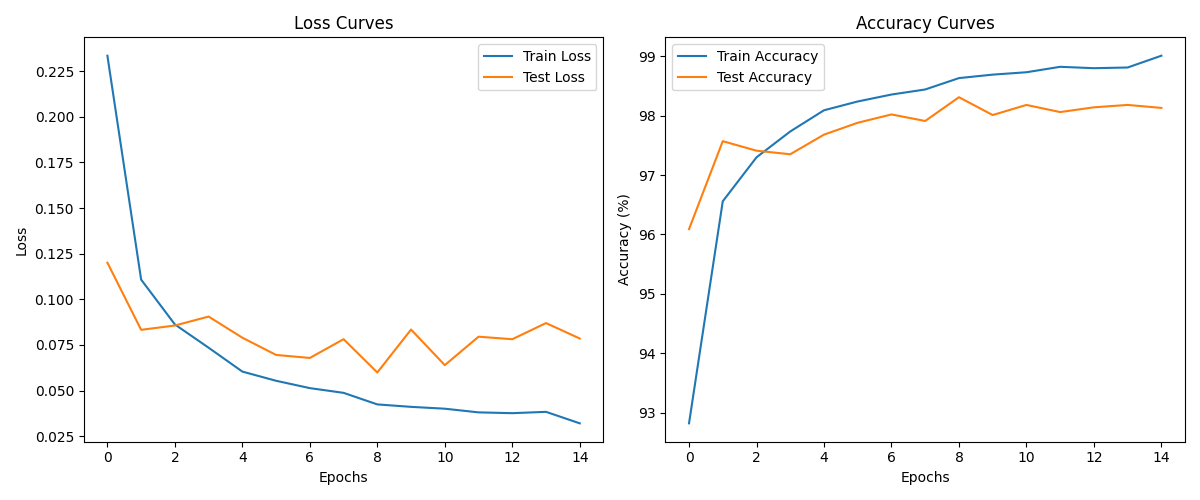 Loss Curves
Train Loss
Test Loss
0.225
0.200
0.175
0.150
0.125
0.100
0.075
0.050
0.025
Loss
0 2 4 6 8 10 12 14
Epochs
Accuracy Curves
Train Accuracy
Test Accuracy
99
98
97
96
95
94
93
Accuracy (%)
0 2 4 6 8 10 12 14
Epochs